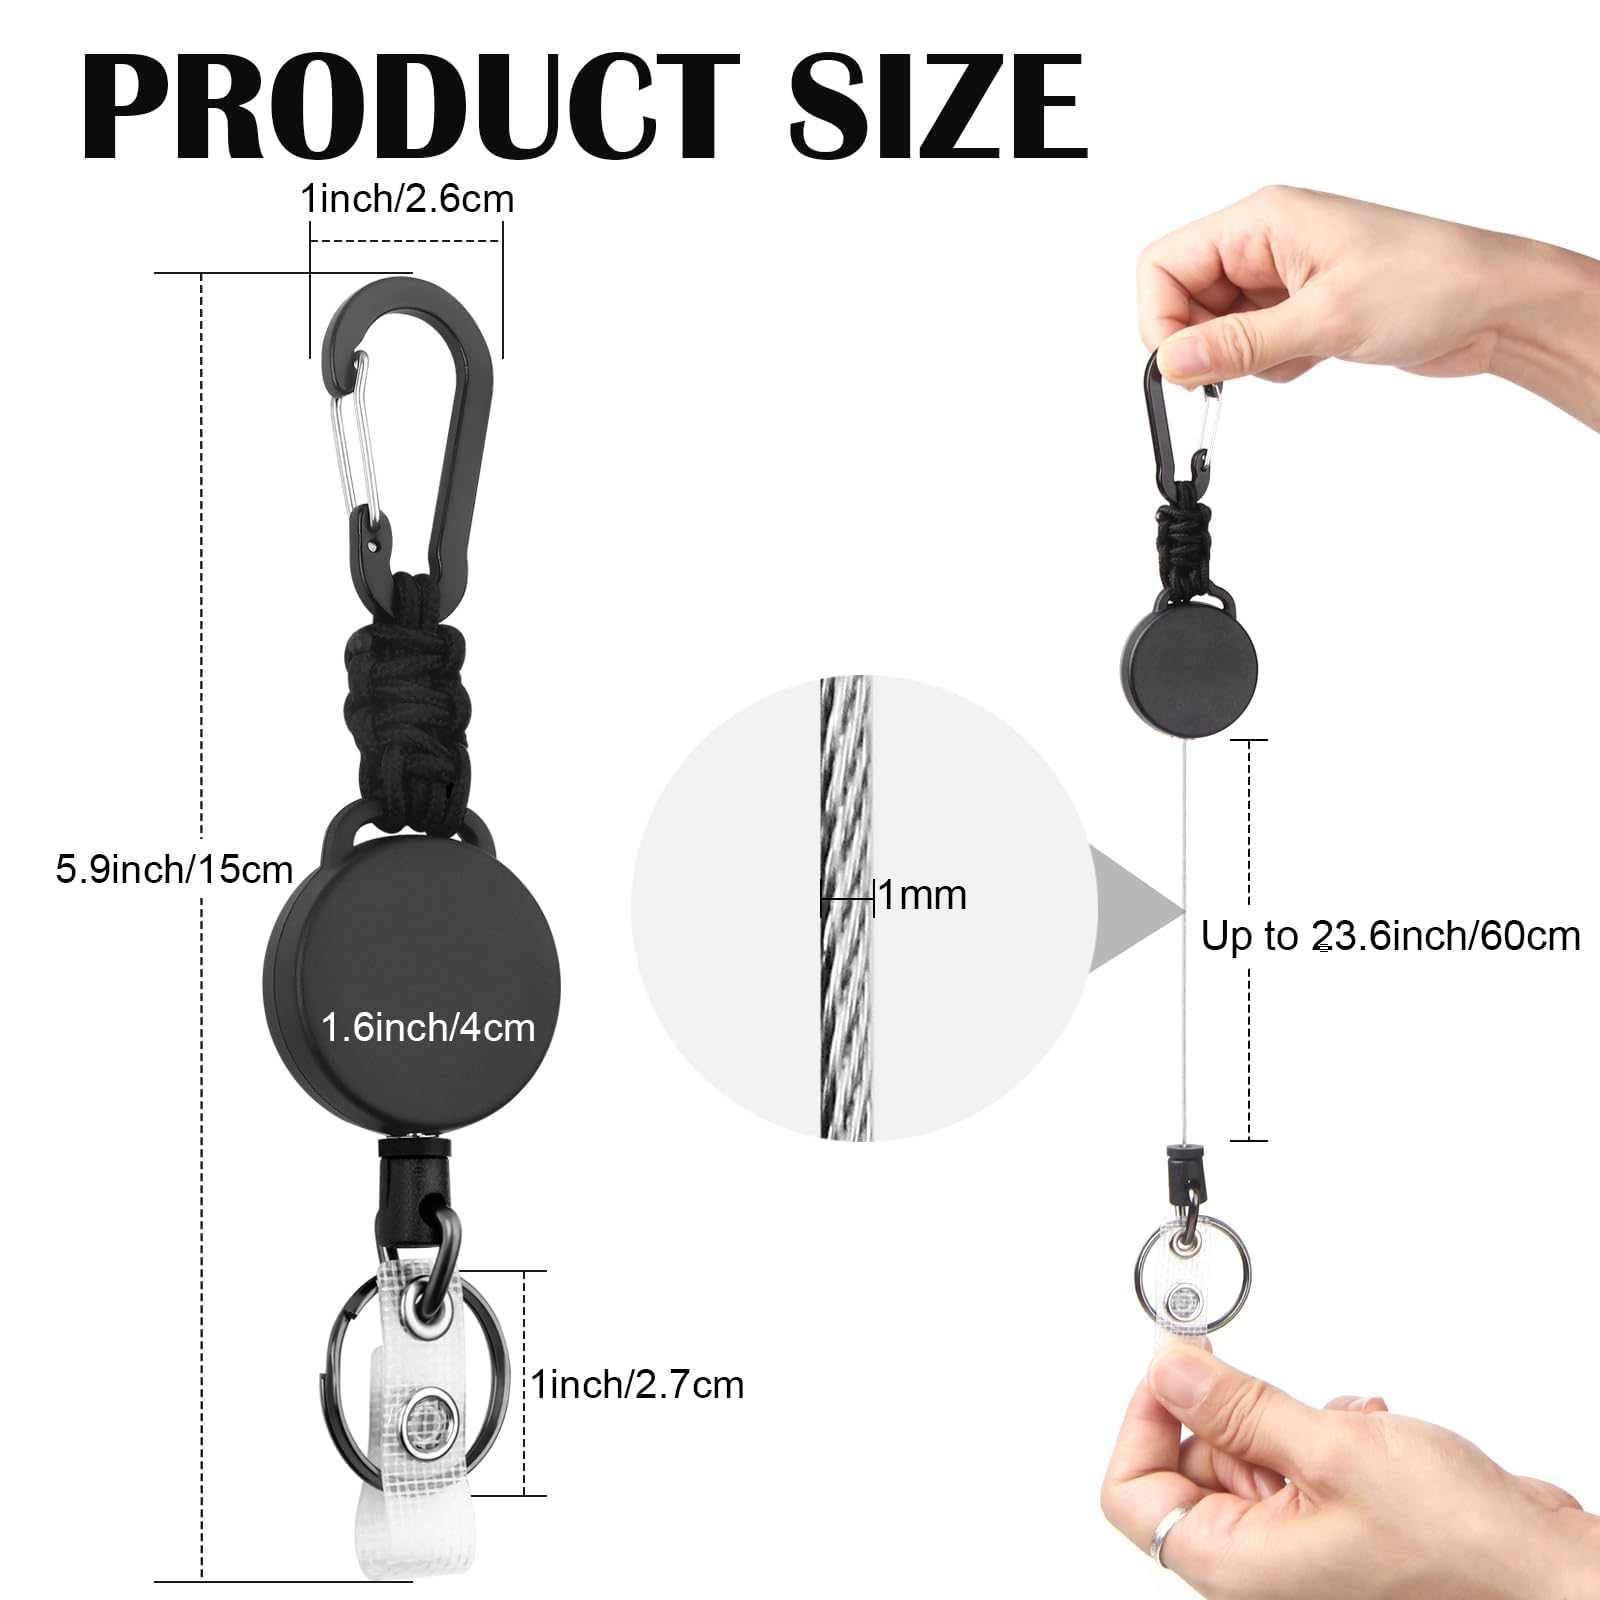 PRODUCT SIZE
1inch/2.6cm
5.9inch/15cm
1.6inch/4cm
1mm
Up to 23.6inch/60cm
1inch/2.7cm